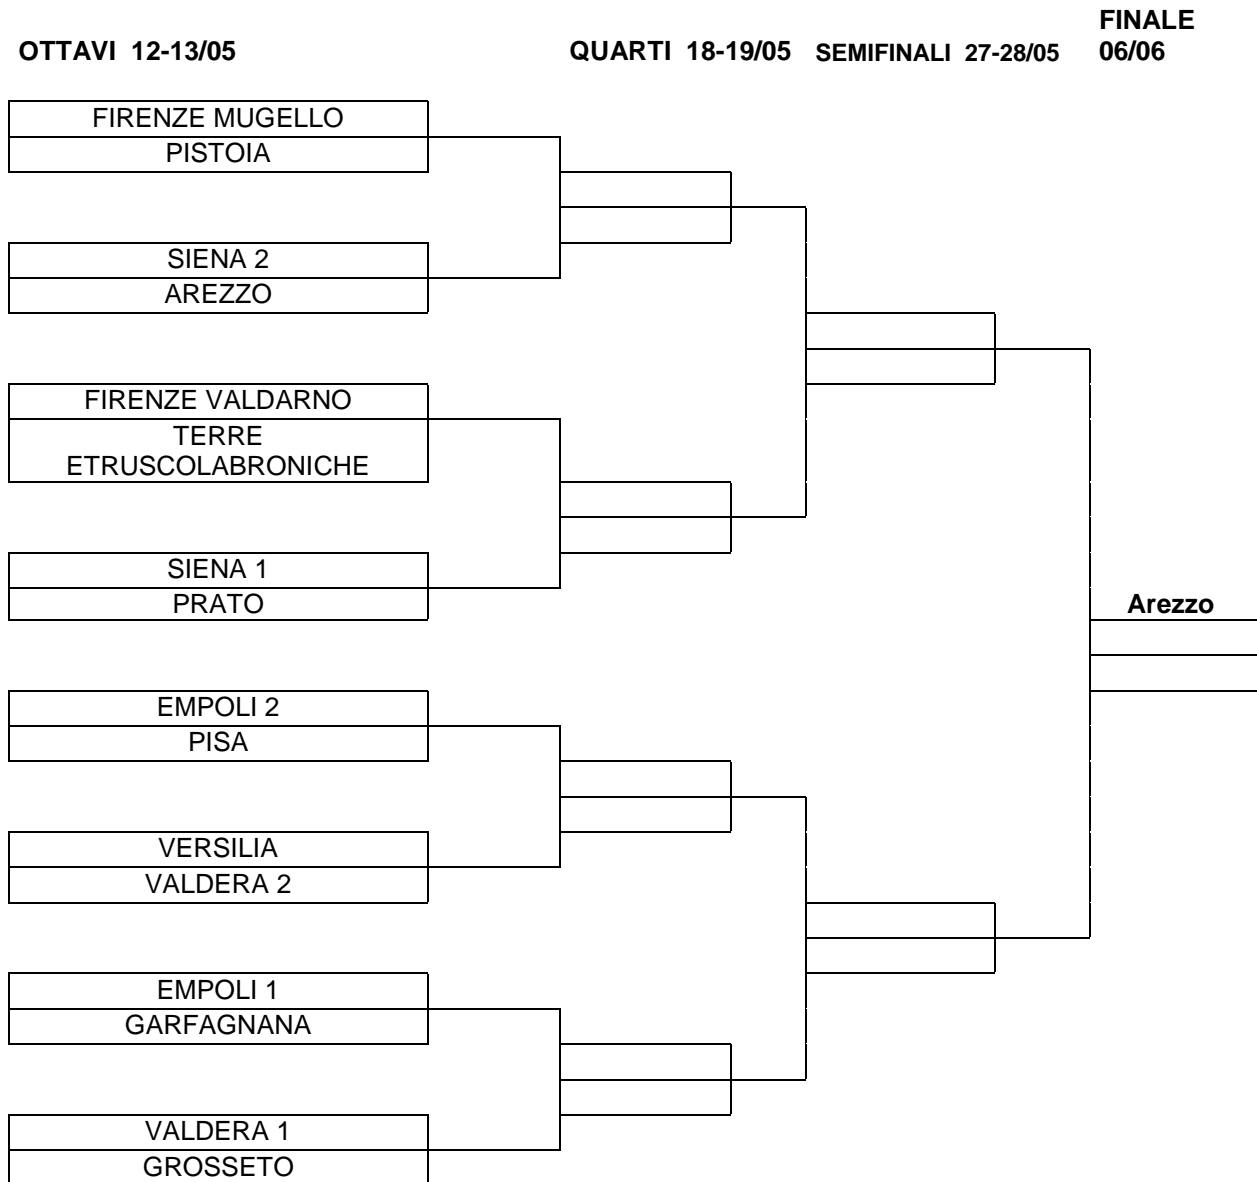 FINALE
OTTAVI 12-13/05 QUARTI 18-19/05 SEMIFINALI 27-28/05 06/06
FIRENZE MUGELLO
PISTOIA
SIENA 2
AREZZO
FIRENZE VALDARNO
TERRE
ETRUSCOLABRONICHE
SIENA 1
PRATO
Arezzo
EMPOLI 2
PISA
VERSILIA
VALDERA 2
EMPOLI 1
GARFAGNANA
VALDERA 1
GROSSETO